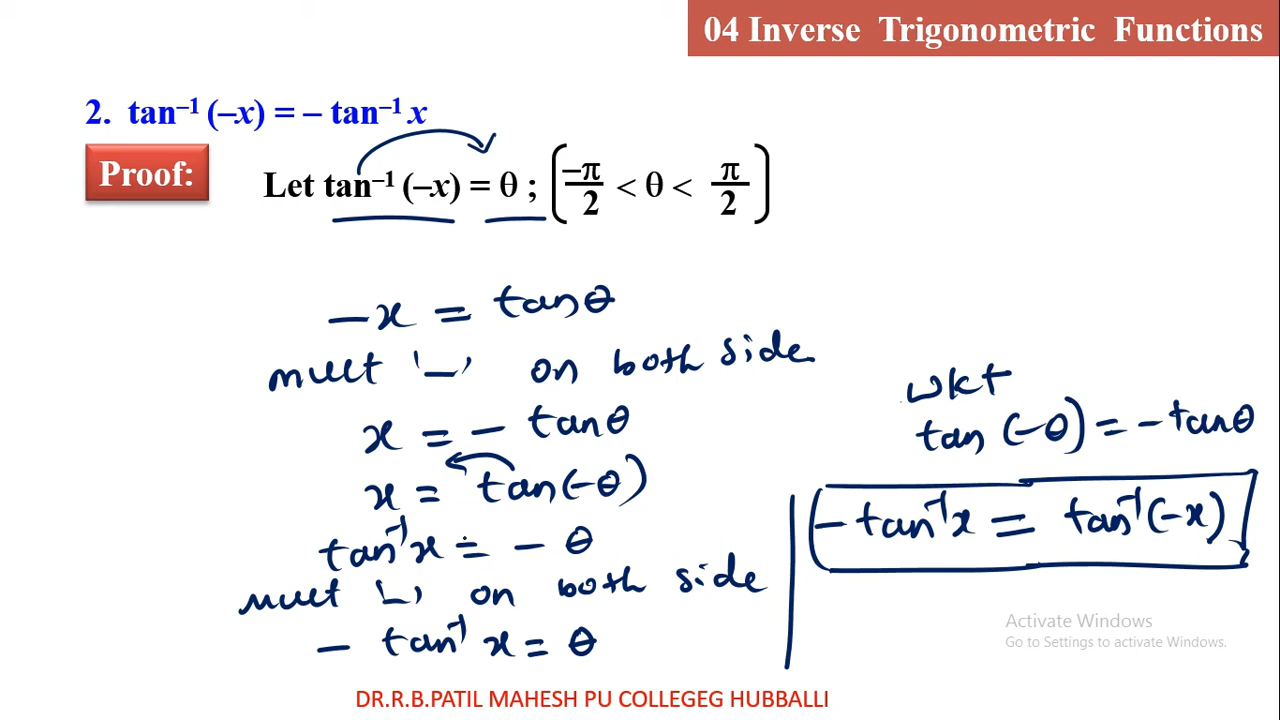 04 Inverse Trigonometric Functions
2. tan⁻¹ (–x) = – tan⁻¹ x
Proof:
Let tan⁻¹ (–x) = θ ; (–π/2 < θ < π/2)
–x = tanθ
mult '–' on both side
x = – tanθ
x = tan(–θ)
tan⁻¹x = – θ
mult '–' on both side
– tan⁻¹ x = θ
wkt
tan (–θ) = – tanθ
– tan⁻¹x = tan⁻¹(–x)
Activate Windows
Go to Settings to activate Windows.
DR.R.B.PATIL MAHESH PU COLLEGEG HUBBALLI